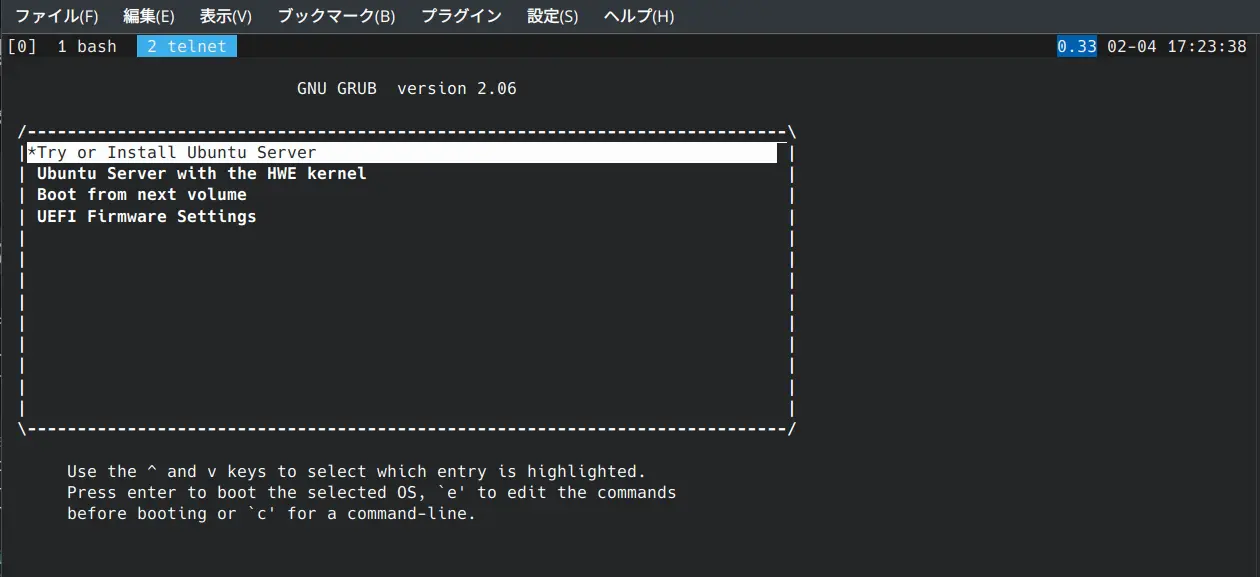 ファイル(F) 編集(E) 表示(V) ブックマーク(B) プラグイン 設定(S) ヘルプ(H)
[0] 1 bash 2 telnet 0.33 02-04 17:23:38
GNU GRUB version 2.06
*Try or Install Ubuntu Server
Ubuntu Server with the HWE kernel
Boot from next volume
UEFI Firmware Settings
Use the ^ and v keys to select which entry is highlighted.
Press enter to boot the selected OS, `e' to edit the commands
before booting or `c' for a command-line.